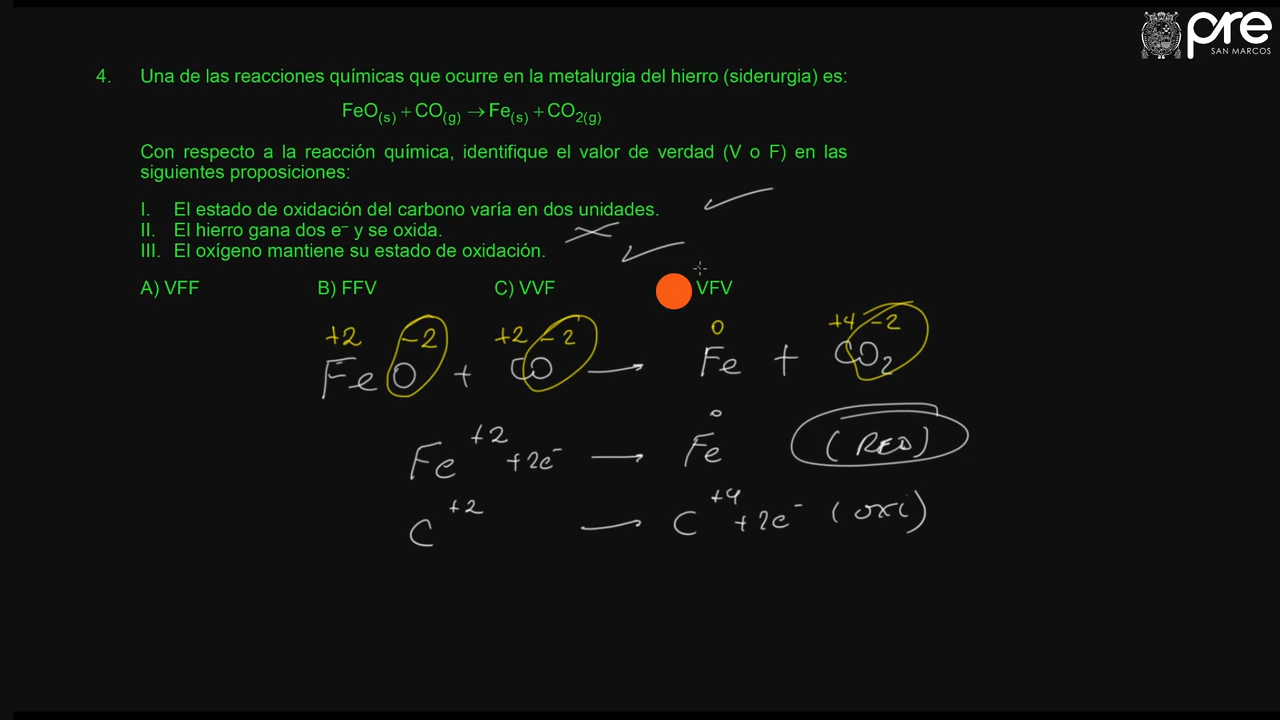 pre
SAN MARCOS
4. Una de las reacciones químicas que ocurre en la metalurgia del hierro (siderurgia) es:
FeO(s) + CO(g) → Fe(s) + CO2(g)
Con respecto a la reacción química, identifique el valor de verdad (V o F) en las
siguientes proposiciones:
I. El estado de oxidación del carbono varía en dos unidades.
II. El hierro gana dos e– y se oxida.
III. El oxígeno mantiene su estado de oxidación.
A) VFF B) FFV C) VVF VFV
+2 -2 +2 -2 0 +4 -2
FeO + CO → Fe + CO2
Fe+2 +2e- → Fe0 (RED)
C+2 → C+4 +2e- (oxi)